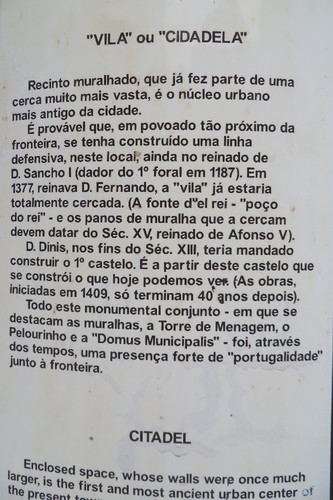 "VILA" ou "CIDADELA"
Recinto muralhado, que já fez parte de uma
cerca muito mais vasta, é o núcleo urbano
mais antigo da cidade.
É provável que, em povoado tão próximo da
fronteira, se tenha construído uma linha
defensiva, neste local, ainda no reinado de
D. Sancho I (dador do 1º foral em 1187). Em
1377, reinava D. Fernando, a "vila" já estaria
totalmente cercada. (A fonte d"el rei - "poço
do rei" - e os panos de muralha que a cercam
devem datar do Séc. XV, reinado de Afonso V).
D. Dinis, nos fins do Séc. XIII, teria mandado
construir o 1º castelo. É a partir deste castelo que
se constrói o que hoje podemos ver. (As obras,
iniciadas em 1409, só terminam 40 anos depois).
Todo este monumental conjunto - em que se
destacam as muralhas, a Torre de Menagem, o
Pelourinho e a "Domus Municipalis" - foi, através
dos tempos, uma presença forte de "portugalidade"
junto à fronteira.
CITADEL
Enclosed space, whose walls were once much
larger, is the first and most ancient urban center of
the present